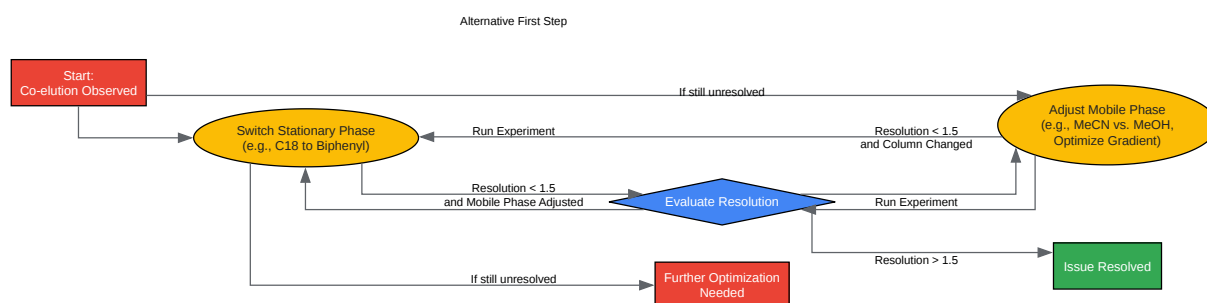 Alternative First Step
Start:
Co-elution Observed
If still unresolved
Adjust Mobile Phase
(e.g., MeCN vs. MeOH,
Optimize Gradient)
Switch Stationary Phase
(e.g., C18 to Biphenyl)
Run Experiment
Resolution < 1.5
and Column Changed
Resolution < 1.5
and Mobile Phase Adjusted
Evaluate Resolution
Run Experiment
Resolution > 1.5
Issue Resolved
If still unresolved
Further Optimization
Needed